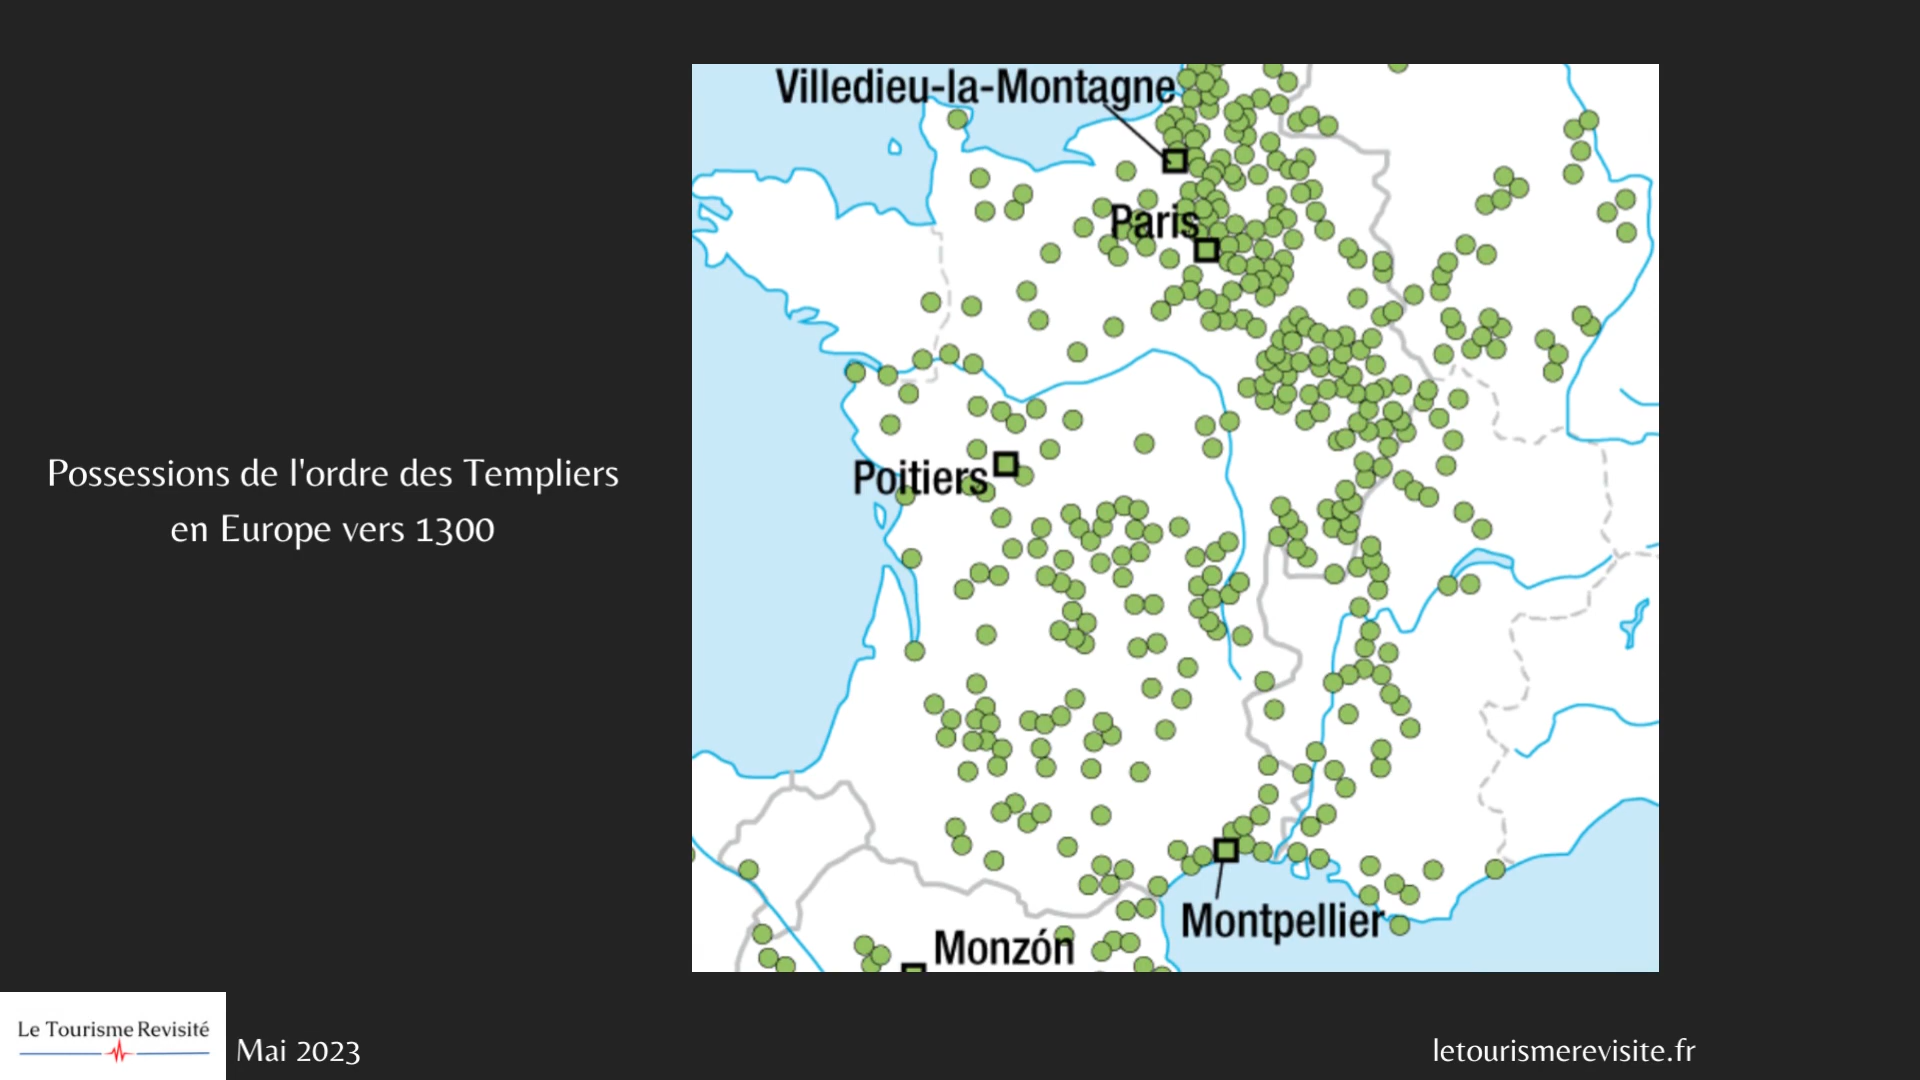 Villedieu-la-Montagne
Paris
Poitiers
Possessions de l'ordre des Templiers
en Europe vers 1300
Montpellier
Monzón
Le Tourisme Revisité
Mai 2023
letourismerevisite.fr